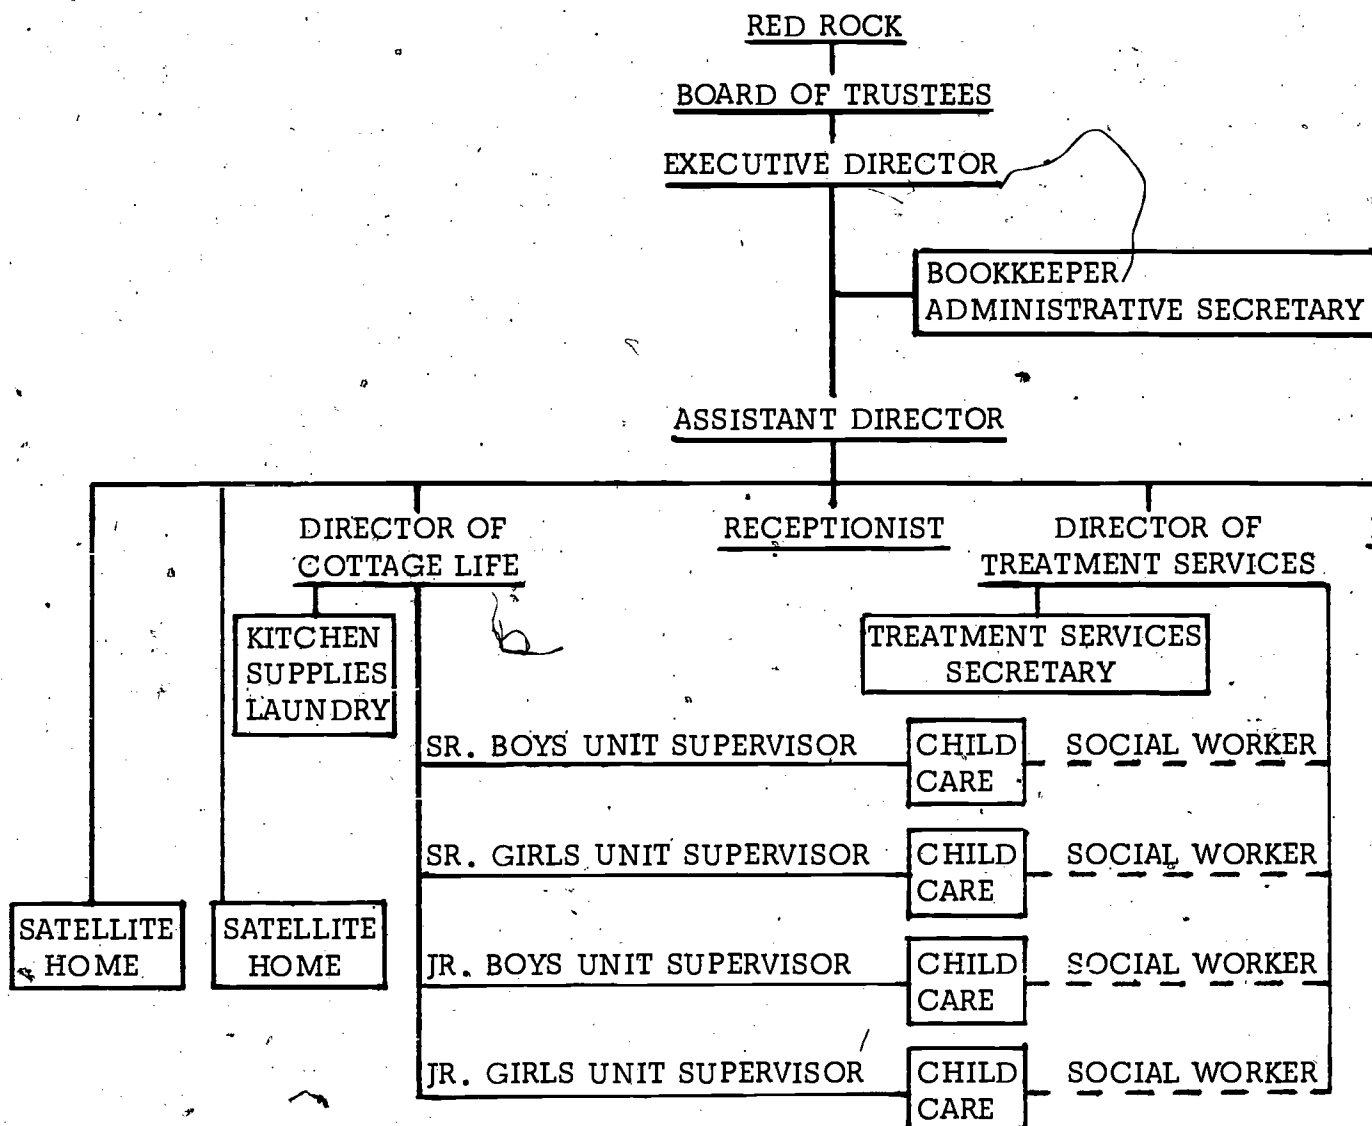 RED ROCK
BOARD OF TRUSTEES
EXECUTIVE DIRECTOR
BOOKKEEPER
ADMINISTRATIVE SECRETARY
ASSISTANT DIRECTOR
DIRECTOR OF
COTTAGE LIFE
RECEPTIONIST
DIRECTOR OF
TREATMENT SERVICES
KITCHEN
SUPPLIES
LAUNDRY
TREATMENT SERVICES
SECRETARY
SR. BOYS UNIT SUPERVISOR
CHILD
CARE
SOCIAL WORKER
SR. GIRLS UNIT SUPERVISOR
CHILD
CARE
SOCIAL WORKER
SATELLITE
HOME
SATELLITE
HOME
JR. BOYS UNIT SUPERVISOR
CHILD
CARE
SOCIAL WORKER
JR. GIRLS UNIT SUPERVISOR
CHILD
CARE
SOCIAL WORKER